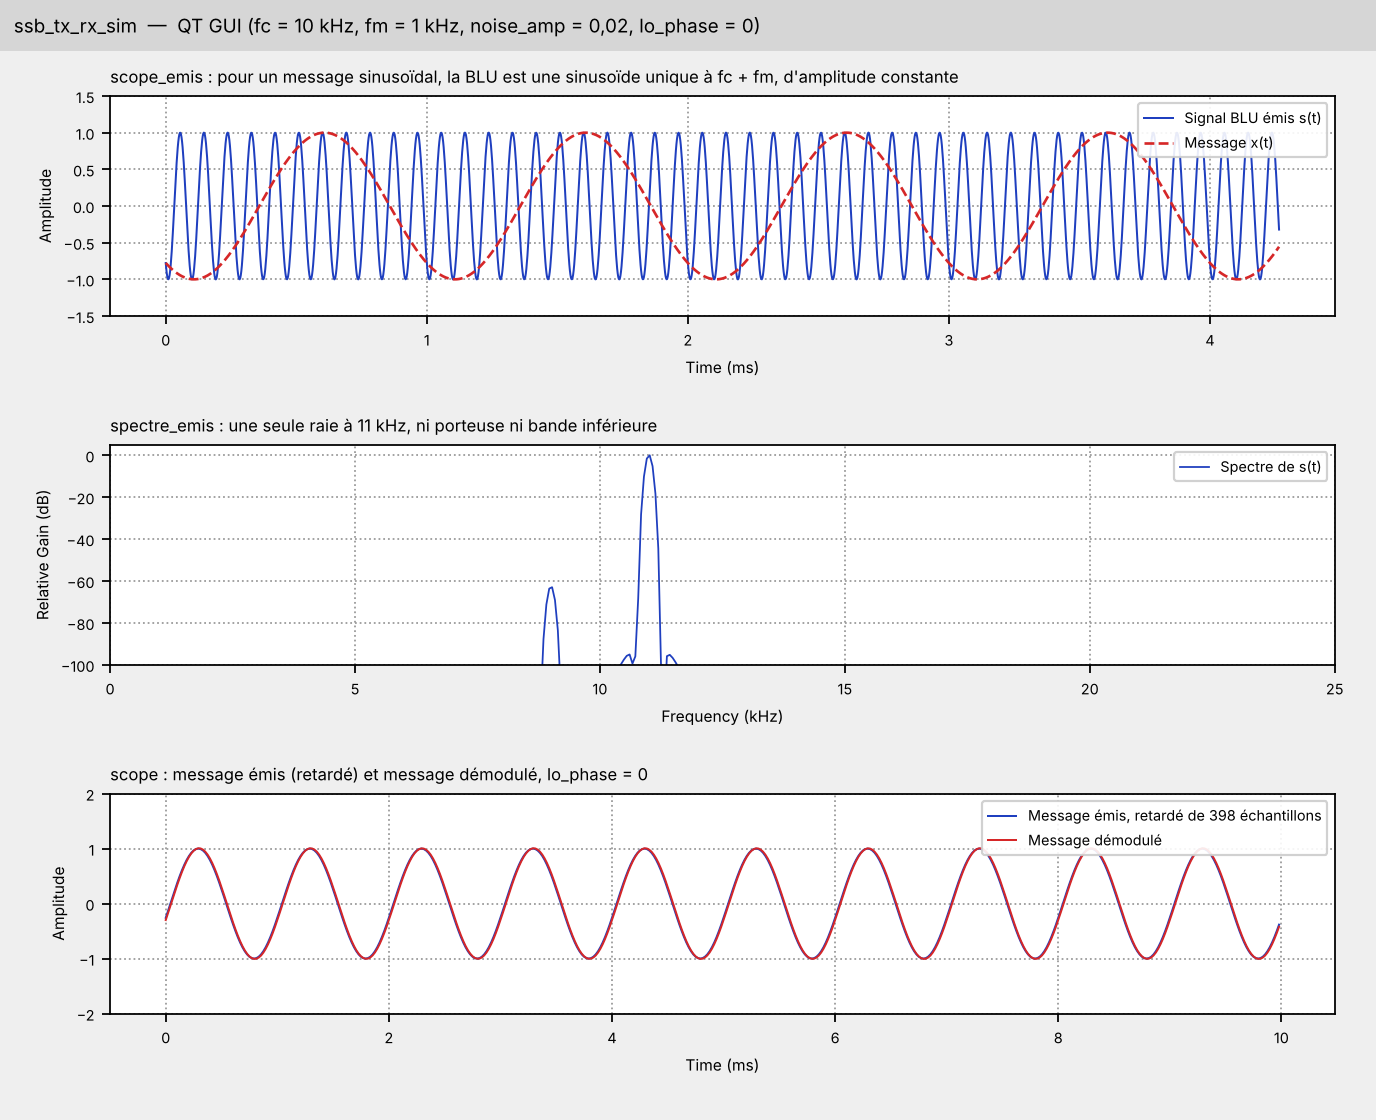 ssb_tx_rx_sim — QT GUI (fc = 10 kHz, fm = 1 kHz, noise_amp = 0,02, lo_phase = 0)
scope_emis : pour un message sinusoïdal, la BLU est une sinusoïde unique à fc + fm, d'amplitude constante
1.5
1.0
0.5
0.0
−0.5
−1.0
−1.5
Amplitude
Signal BLU émis s(t)
Message x(t)
0 1 2 3 4
Time (ms)
spectre_emis : une seule raie à 11 kHz, ni porteuse ni bande inférieure
0
−20
−40
−60
−80
−100
Relative Gain (dB)
Spectre de s(t)
0 5 10 15 20 25
Frequency (kHz)
scope : message émis (retardé) et message démodulé, lo_phase = 0
2
1
0
−1
−2
Amplitude
Message émis, retardé de 398 échantillons
Message démodulé
0 2 4 6 8 10
Time (ms)